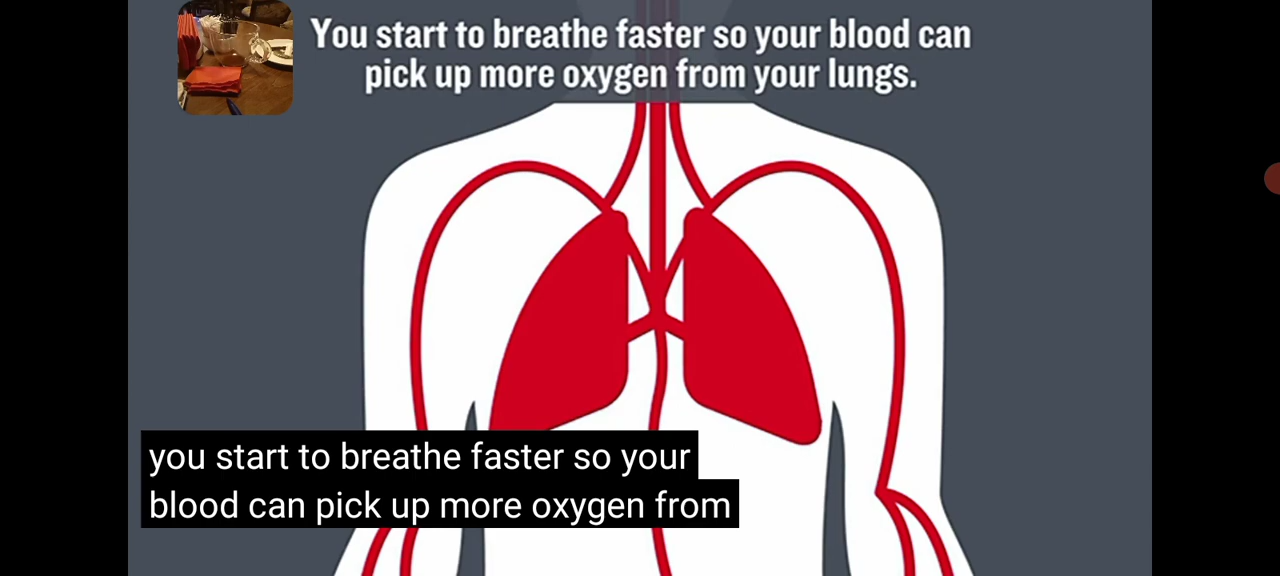 You start to breathe faster so your blood can
pick up more oxygen from your lungs.
you start to breathe faster so your
blood can pick up more oxygen from